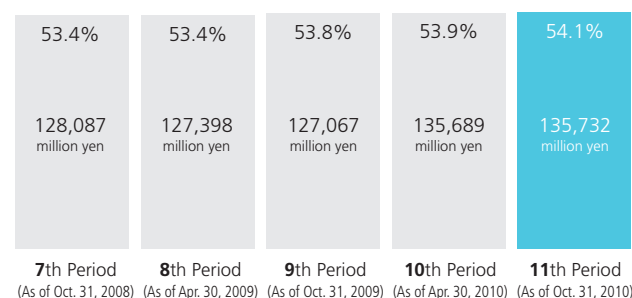 53.4% 53.4% 53.8% 53.9% 54.1%
128,087 127,398 127,067 135,689 135,732
million yen million yen million yen million yen million yen
7th Period 8th Period 9th Period 10th Period 11th Period
(As of Oct. 31, 2008) (As of Apr. 30, 2009) (As of Oct. 31, 2009) (As of Apr. 30, 2010) (As of Oct. 31, 2010)